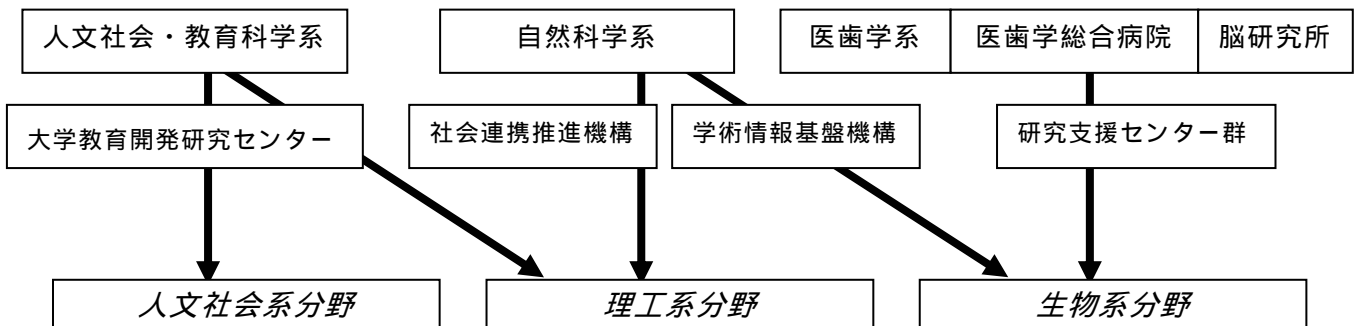 人文社会・教育科学系
自然科学系
医歯学系
医歯学総合病院
脳研究所
大学教育開発研究センター
社会連携推進機構
学術情報基盤機構
研究支援センター群
人文社会系分野
理工系分野
生物系分野